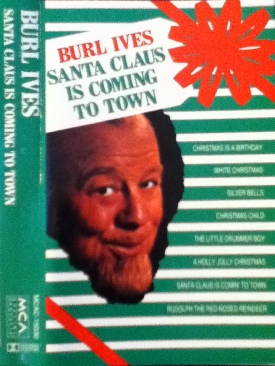 BURL IVES
SANTA CLAUS IS COMING TO TOWN
MCA
BURL IVES
SANTA CLAUS
IS COMING
TO TOWN
CHRISTMAS IS A BIRTHDAY
WHITE CHRISTMAS
SILVER BELLS
CHRISTMAS CHILD
THE LITTLE DRUMMER BOY
A HOLLY JOLLY CHRISTMAS
SANTA CLAUS IS COMIN' TO TOWN
RUDOLPH THE RED-NOSED REINDEER